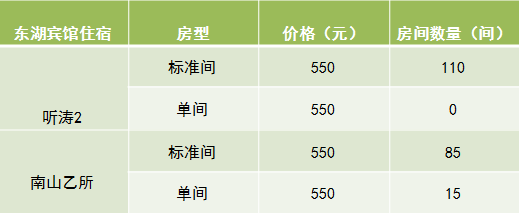 东湖宾馆住宿 房型 价格（元） 房间数量（间）
听涛2 标准间 550 110
单间 550 0
南山乙所 标准间 550 85
单间 550 15